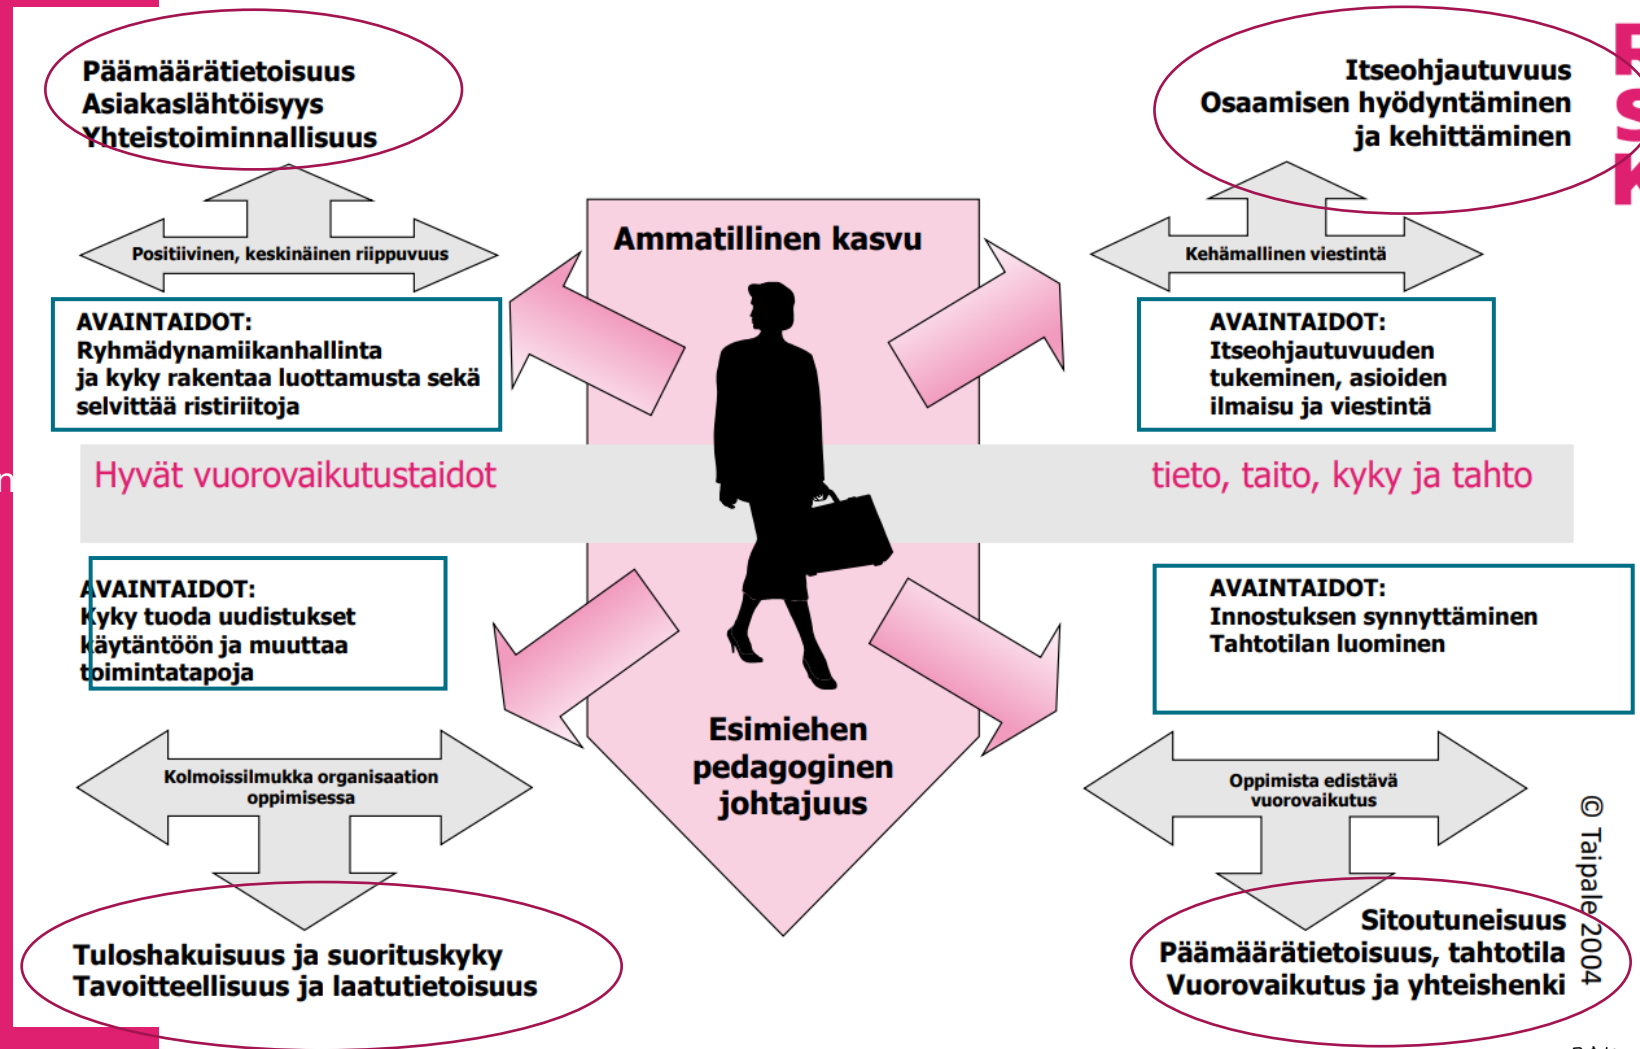 Päämäärätietoisuus
Asiakaslähtöisyys
Yhteistoiminnallisuus
Positiivinen, keskinäinen riippuvuus
AVAINTAIDOT:
Ryhmädynamiikanhallinta
ja kyky rakentaa luottamusta sekä
selvittää ristiriitoja
Ammatillinen kasvu
Itseohjautuvuus
Osaamisen hyödyntäminen
ja kehittäminen
Kehämallinen viestintä
AVAINTAIDOT:
Itseohjautuvuuden
tukeminen, asioiden
ilmaisu ja viestintä
Hyvät vuorovaikutustaidot
tieto, taito, kyky ja tahto
AVAINTAIDOT:
Kyky tuoda uudistukset
käytäntöön ja muuttaa
toimintatapoja
Kolmoissilmukka organisaation
oppimisessa
Tuloshakuisuus ja suorituskyky
Tavoitteellisuus ja laatutietoisuus
Esimiehen
pedagoginen
johtajuus
AVAINTAIDOT:
Innostuksen synnyttäminen
Tahtotilan luominen
Oppimista edistävä
vuorovaikutus
Sitoutuneisuus
Päämäärätietoisuus, tahtotila
Vuorovaikutus ja yhteishenki
© Taipale 2004